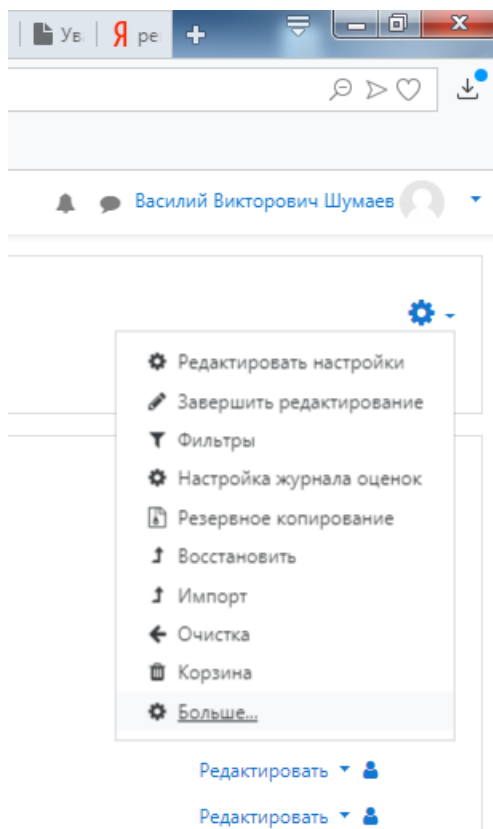 Ув
Я ре
Василий Викторович Шумаев
Редактировать настройки
Завершить редактирование
Фильтры
Настройка журнала оценок
Резервное копирование
Восстановить
Импорт
Очистка
Корзина
Больше...
Редактировать
Редактировать